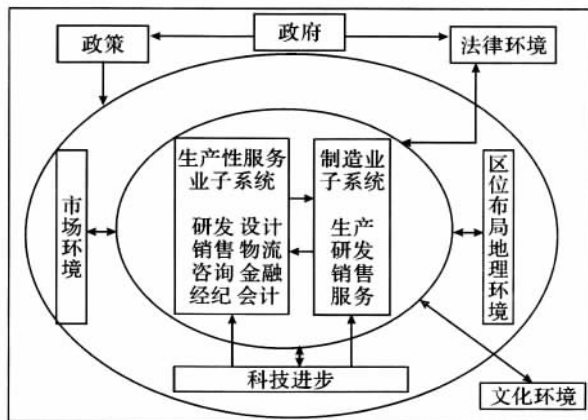 政府
政策
法律环境
市场环境
生产性服务
业子系统
研发 设计
销售 物流
咨询 金融
经纪 会计
制造业
子系统
生产
研发
销售
服务
区位布局地理环境
科技进步
文化环境